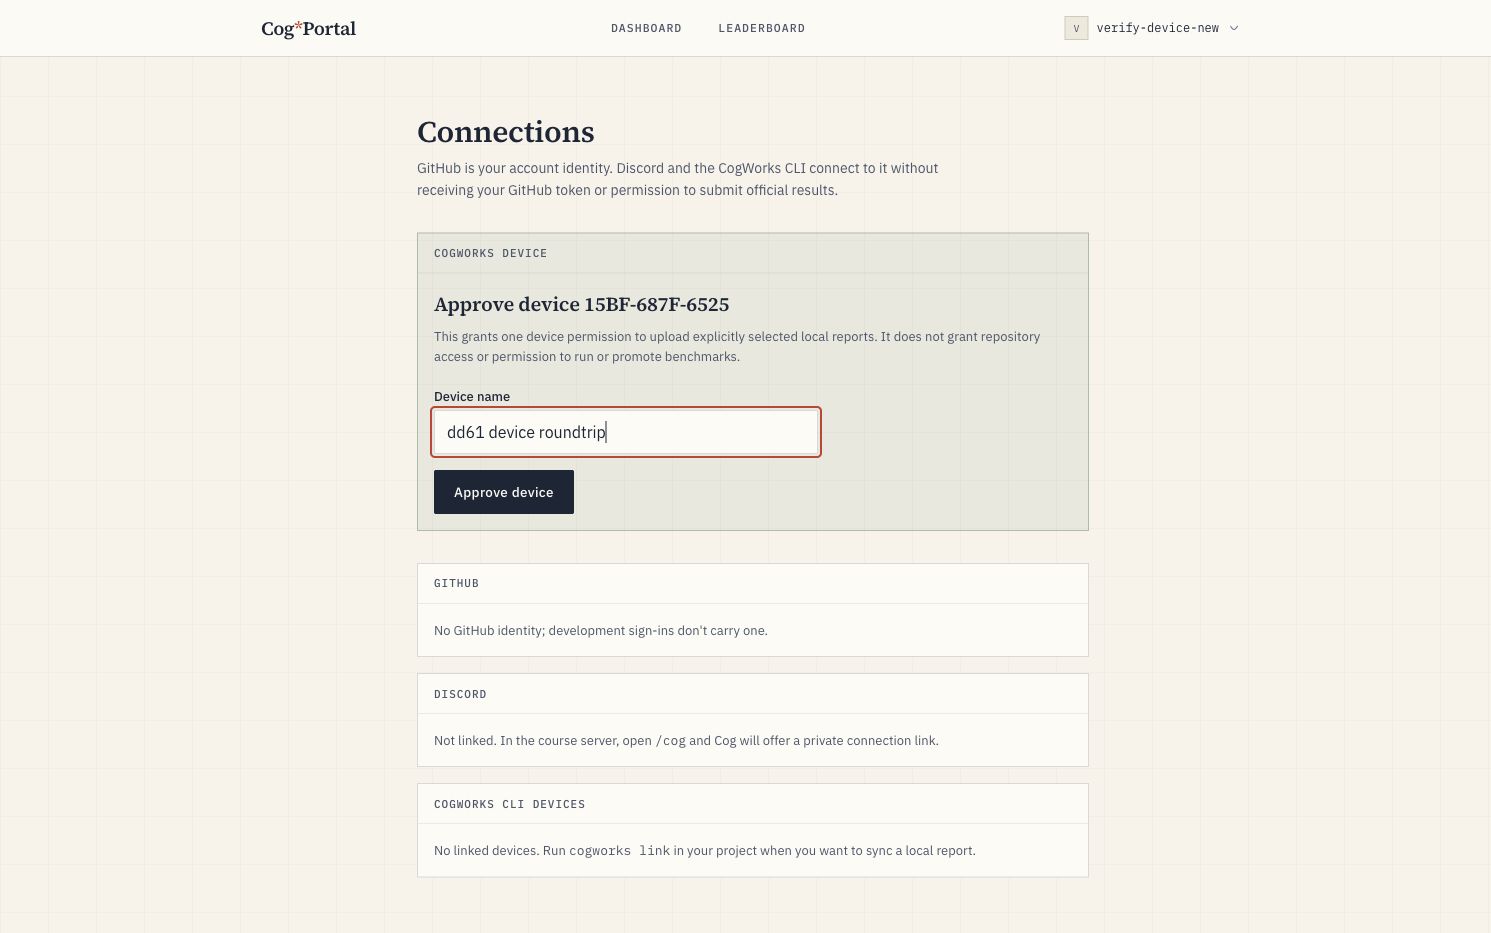 Cog*Portal
DASHBOARD
LEADERBOARD
V
verify-device-new
Connections
GitHub is your account identity. Discord and the CogWorks CLI connect to it without
receiving your GitHub token or permission to submit official results.
COGWORKS DEVICE
Approve device 15BF-687F-6525
This grants one device permission to upload explicitly selected local reports. It does not grant repository
access or permission to run or promote benchmarks.
Device name
dd61 device roundtrip
Approve device
GITHUB
No GitHub identity; development sign-ins don't carry one.
DISCORD
Not linked. In the course server, open /cog and Cog will offer a private connection link.
COGWORKS CLI DEVICES
No linked devices. Run cogworks link in your project when you want to sync a local report.